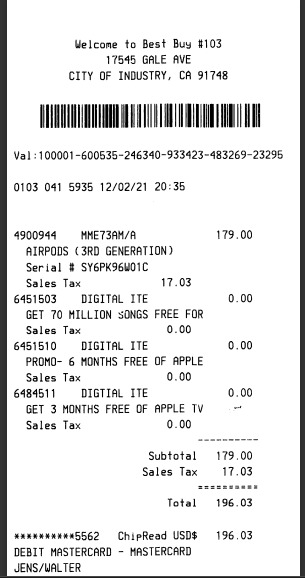 Welcome to Best Buy #103
17545 GALE AVE
CITY OF INDUSTRY, CA 91748
Val:100001-600535-246340-933423-483269-23295
0103 041 5935 12/02/21 20:35
4900944 MME73AM/A 179.00
AIRPODS (3RD GENERATION)
Serial # SY6PK96W01C
Sales Tax 17.03
6451503 DIGITAL ITE 0.00
GET 70 MILLION SONGS FREE FOR
Sales Tax 0.00
6451510 DIGITAL ITE 0.00
PROMO- 6 MONTHS FREE OF APPLE
Sales Tax 0.00
6484511 DIGTIAL ITE 0.00
GET 3 MONTHS FREE OF APPLE TV
Sales Tax 0.00
----------
Subtotal 179.00
Sales Tax 17.03
==========
Total 196.03
**********5562 ChipRead USD$ 196.03
DEBIT MASTERCARD - MASTERCARD
JENS/WALTER